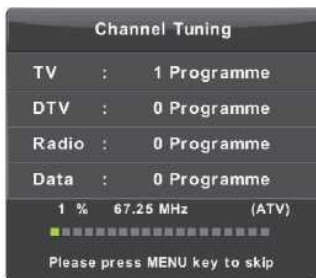 Channel Tuning
TV : 1 Programme
DTV : 0 Programme
Radio : 0 Programme
Data : 0 Programme
1 % 67.25 MHz (ATV)
Please press MENU key to skip